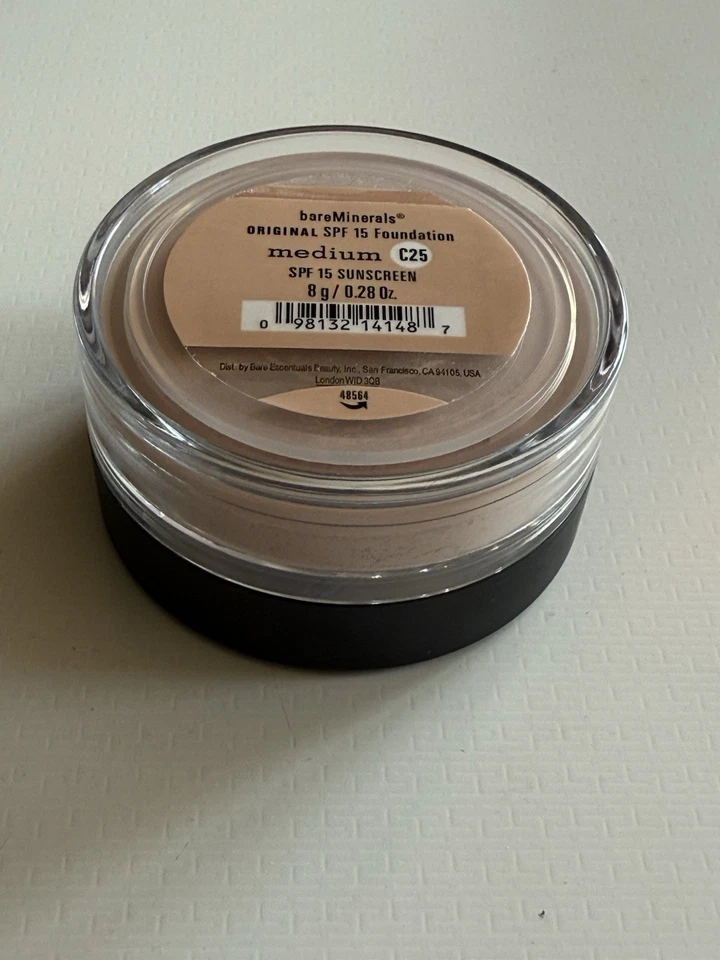 bareMinerals®
ORIGINAL SPF 15 Foundation
medium C25
SPF 15 SUNSCREEN
8 g / 0.28 Oz.
0 98132 14148 7
Dist. by Bare Escentuals Beauty, Inc., San Francisco, CA 94105, USA
London W1D 3QB
48564